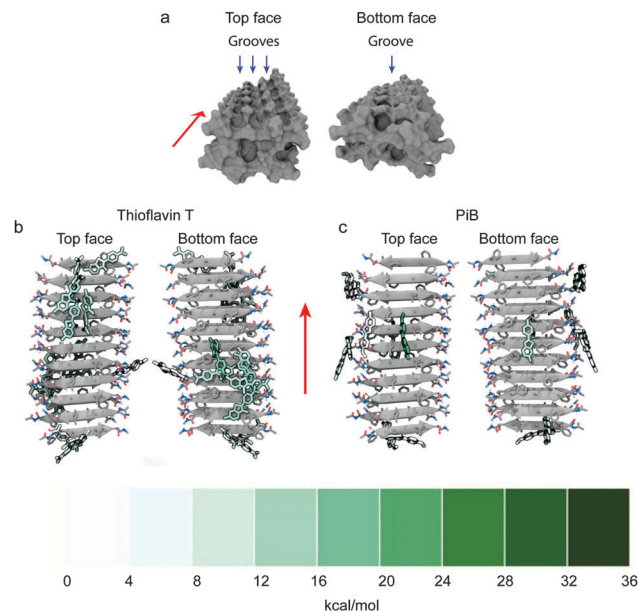 a
Top face
Bottom face
Grooves
Groove
Thioflavin T
PiB
b
Top face
Bottom face
c
Top face
Bottom face
0 4 8 12 16 20 24 28 32 36
kcal/mol